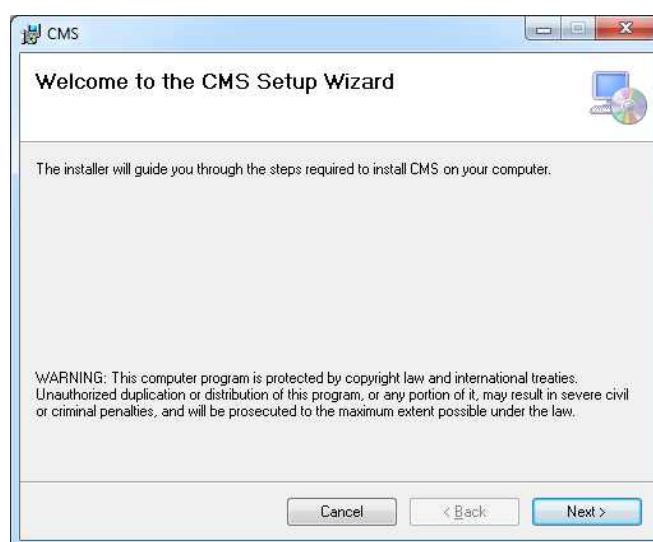 CMS
Welcome to the CMS Setup Wizard
The installer will guide you through the steps required to install CMS on your computer.
WARNING: This computer program is protected by copyright law and international treaties.
Unauthorized duplication or distribution of this program, or any portion of it, may result in severe civil
or criminal penalties, and will be prosecuted to the maximum extent possible under the law.
Cancel
< Back
Next >